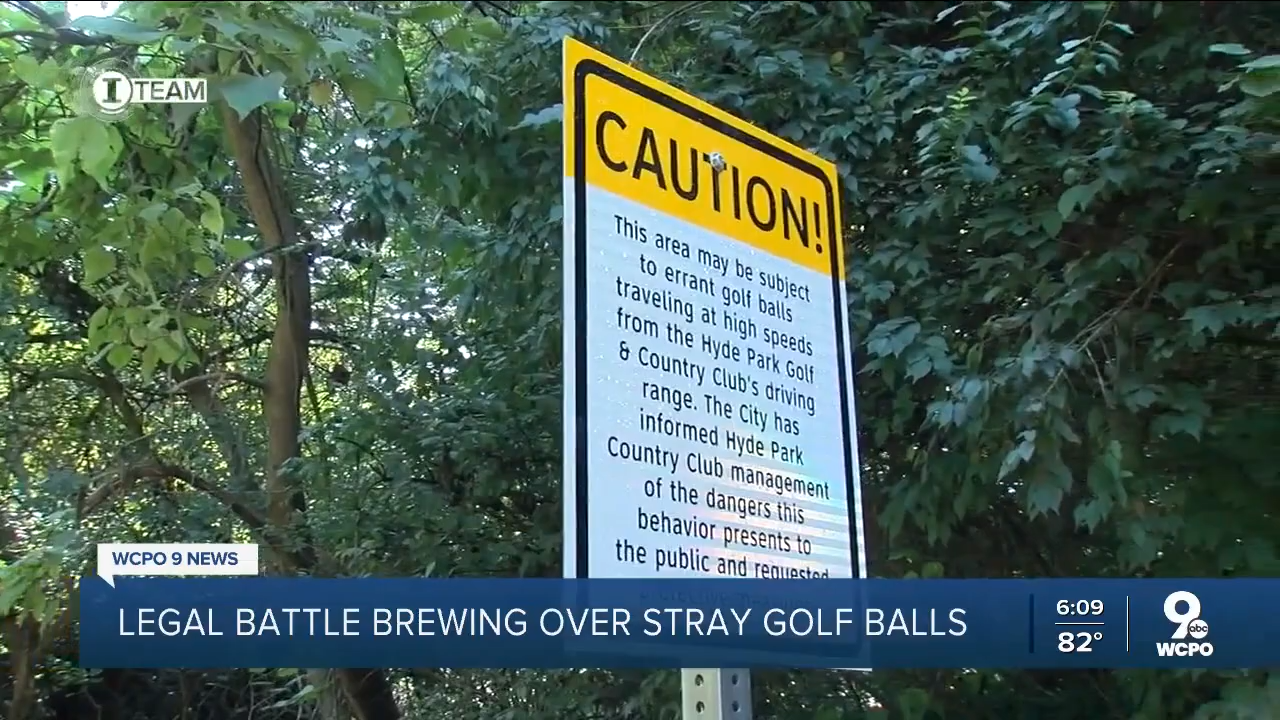 I TEAM
CAUTION!
This area may be subject
to errant golf balls
traveling at high speeds
from the Hyde Park Golf
& Country Club's driving
range. The City has
informed Hyde Park
Country Club management
of the dangers this
behavior presents to
the public and requested
WCPO 9 NEWS
LEGAL BATTLE BREWING OVER STRAY GOLF BALLS
6:09
82°
9
abc
WCPO